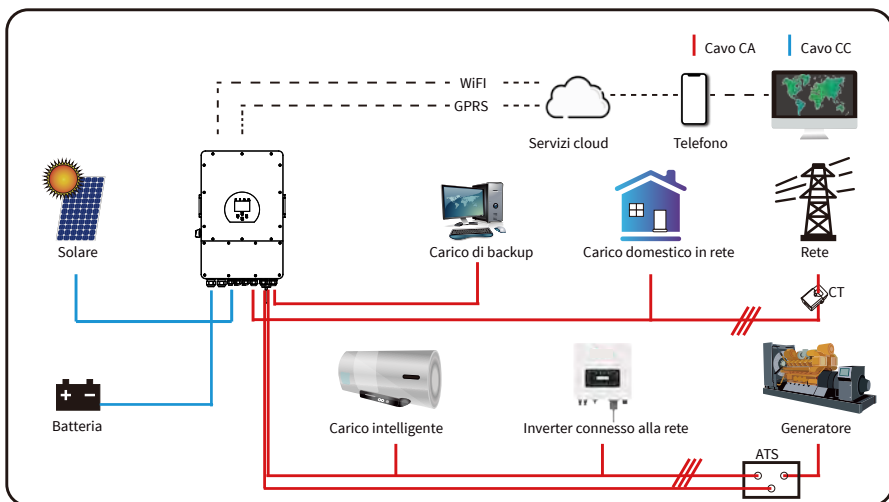 Cavo CA
Cavo CC
WiFI
GPRS
Servizi cloud
Telefono
Solare
Carico di backup
Carico domestico in rete
Rete
CT
Batteria
Carico intelligente
Inverter connesso alla rete
Generatore
ATS